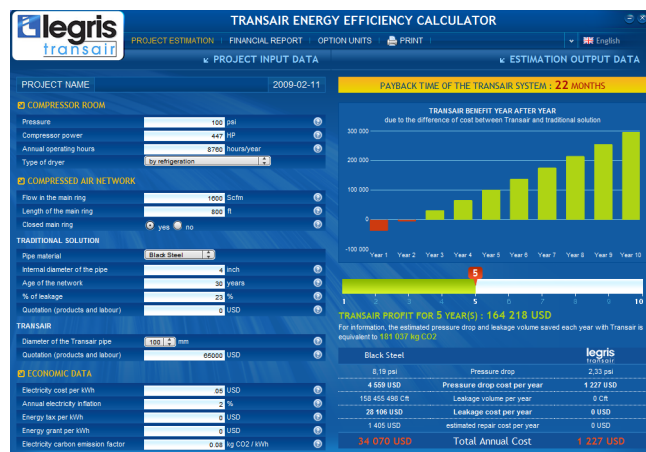 legris
transair
TRANSAIR ENERGY EFFICIENCY CALCULATOR
PROJECT ESTIMATION FINANCIAL REPORT OPTION UNITS PRINT English
PROJECT INPUT DATA
ESTIMATION OUTPUT DATA
PROJECT NAME 2009-02-11
COMPRESSOR ROOM
Pressure 100 psi
Compressor power 447 HP
Annual operating hours 8760 hours/year
Type of dryer by refrigeration
COMPRESSED AIR NETWORK
Flow in the main ring 1600 Scfm
Length of the main ring 800 ft
Closed main ring yes no
TRADITIONAL SOLUTION
Pipe material Black Steel
Internal diameter of the pipe 4 inch
Age of the network 30 years
% of leakage 23 %
Quotation (products and labour) 0 USD
TRANSAIR
Diameter of the Transair pipe 100 mm
Quotation (products and labour) 65000 USD
ECONOMIC DATA
Electricity cost per kWh .05 USD
Annual electricity inflation 2 %
Energy tax per kWh 0 USD
Energy grant per kWh 0 USD
Electricity carbon emission factor 0.08 kg CO2 / kWh
PAYBACK TIME OF THE TRANSAIR SYSTEM : 22 MONTHS
TRANSAIR BENEFIT YEAR AFTER YEAR
due to the difference of cost between Transair and traditional solution
300 000
200 000
100 000
0
-100 000
Year 1 Year 2 Year 3 Year 4 Year 5 Year 6 Year 7 Year 8 Year 9 Year 10
5
1 2 3 4 5 6 7 8 9 10
TRANSAIR PROFIT FOR 5 YEAR(S) : 164 218 USD
For information, the estimated pressure drop and leakage volume saved each year with Transair is
equivalent to 181 037 kg CO2
Black Steel legris
transair
8,19 psi Pressure drop 2,33 psi
4 559 USD Pressure drop cost per year 1 227 USD
158 455 498 Cft Leakage volume per year 0 Cft
28 106 USD Leakage cost per year 0 USD
1 405 USD estimated repair cost per year 0 USD
34 070 USD Total Annual Cost 1 227 USD